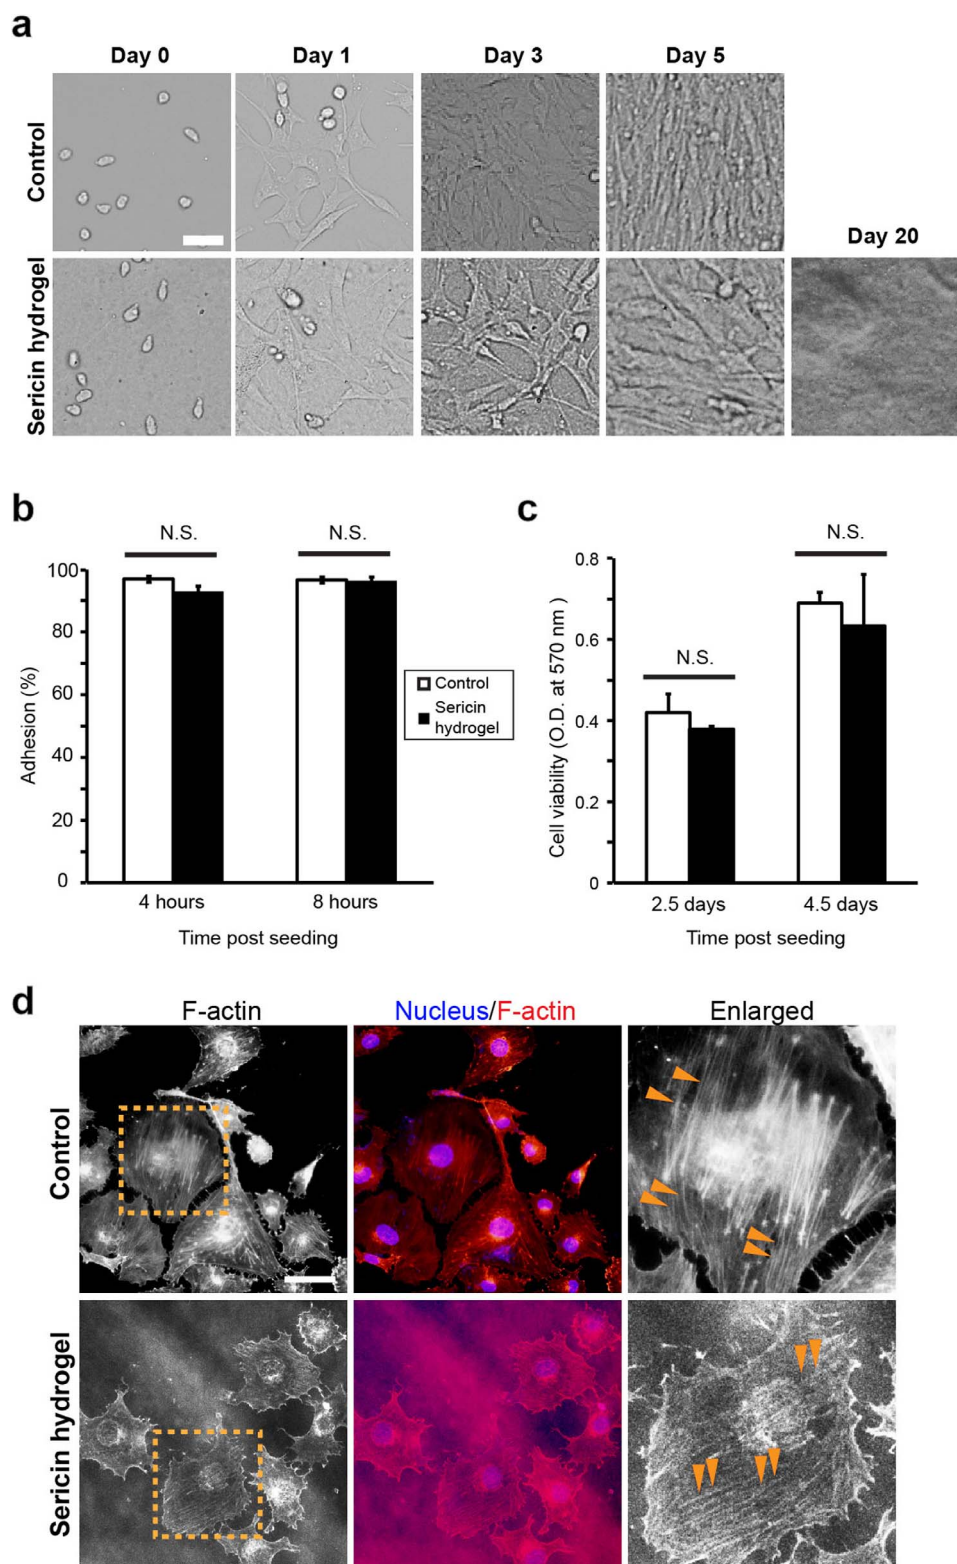 a
Day 0
Day 1
Day 3
Day 5
Control
Day 20
Sericin hydrogel
b
N.S.
N.S.
100
80
60
40
20
0
Adhesion (%)
4 hours
8 hours
Time post seeding
Control
Sericin
hydrogel
c
N.S.
N.S.
0.8
0.6
0.4
0.2
0
Cell viability (O.D. at 570 nm )
2.5 days
4.5 days
Time post seeding
d
F-actin
Nucleus/F-actin
Enlarged
Control
Sericin hydrogel